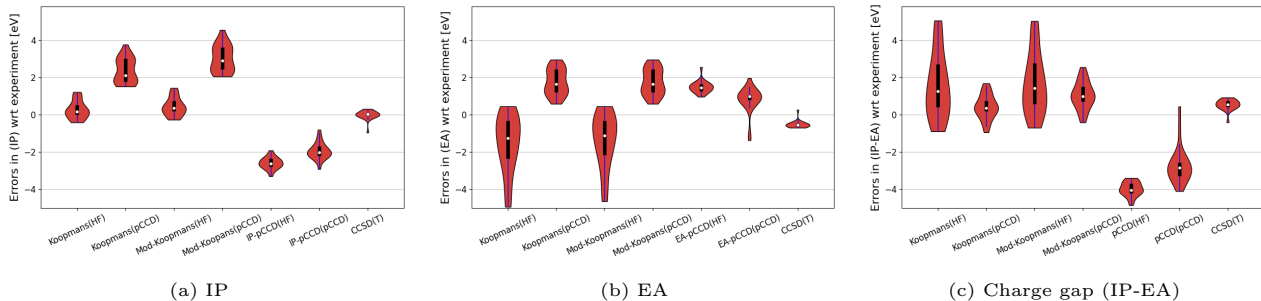 Errors in (IP) wrt experiment [eV]
4
2
0
−2
−4
Koopmans(HF)
Koopmans(pCCD)
Mod-Koopmans(HF)
Mod-Koopans(pCCD)
IP-pCCD(HF)
IP-pCCD(pCCD)
CCSD(T)
(a) IP
Errors in (EA) wrt experiment [eV]
4
2
0
−2
−4
Koopmans(HF)
Koopmans(pCCD)
Mod-Koopmans(HF)
Mod-Koopans(pCCD)
EA-pCCD(HF)
EA-pCCD(pCCD)
CCSD(T)
(b) EA
Errors in (IP-EA) wrt experiment [eV]
4
2
0
−2
−4
Koopmans(HF)
Koopmans(pCCD)
Mod-Koopmans(HF)
Mod-Koopans(pCCD)
pCCD(HF)
pCCD(pCCD)
CCSD(T)
(c) Charge gap (IP-EA)